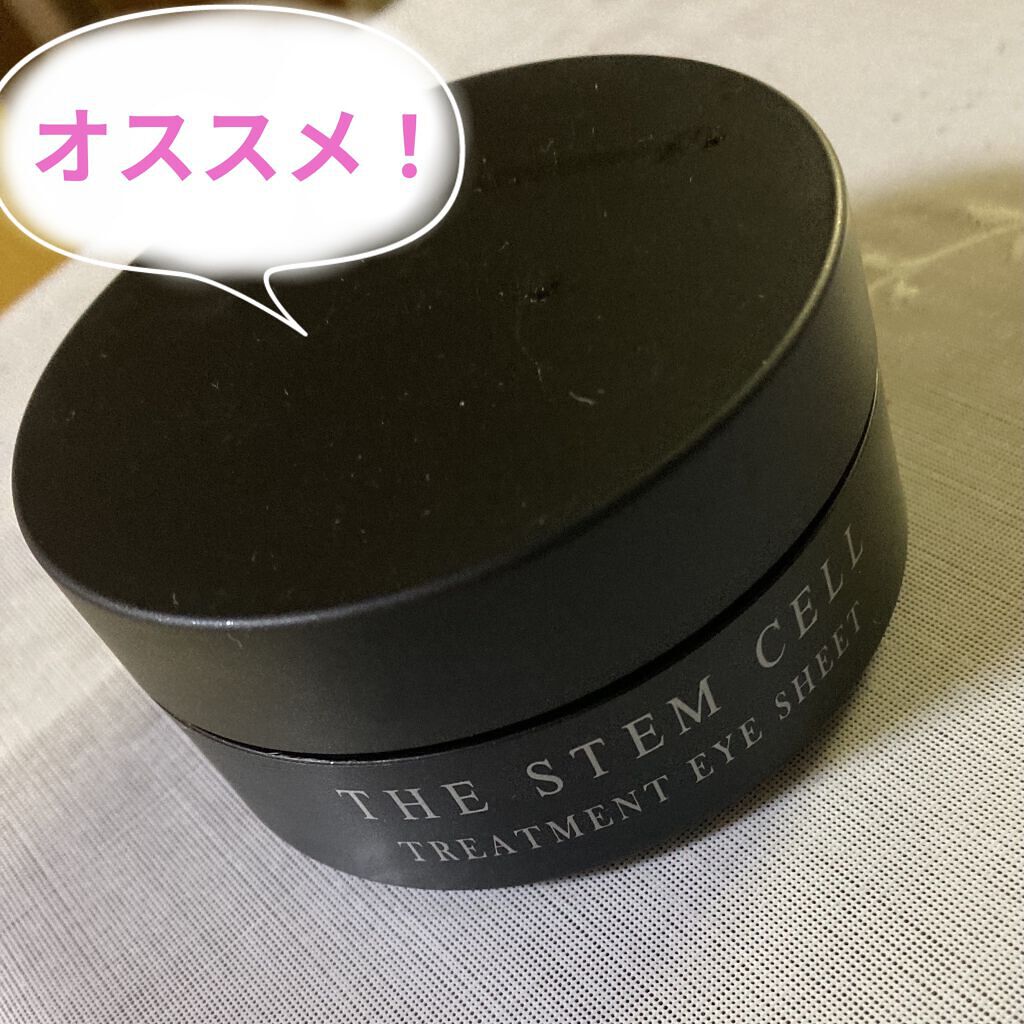 オススメ！
THE STEM CELL
TREATMENT EYE SHEET